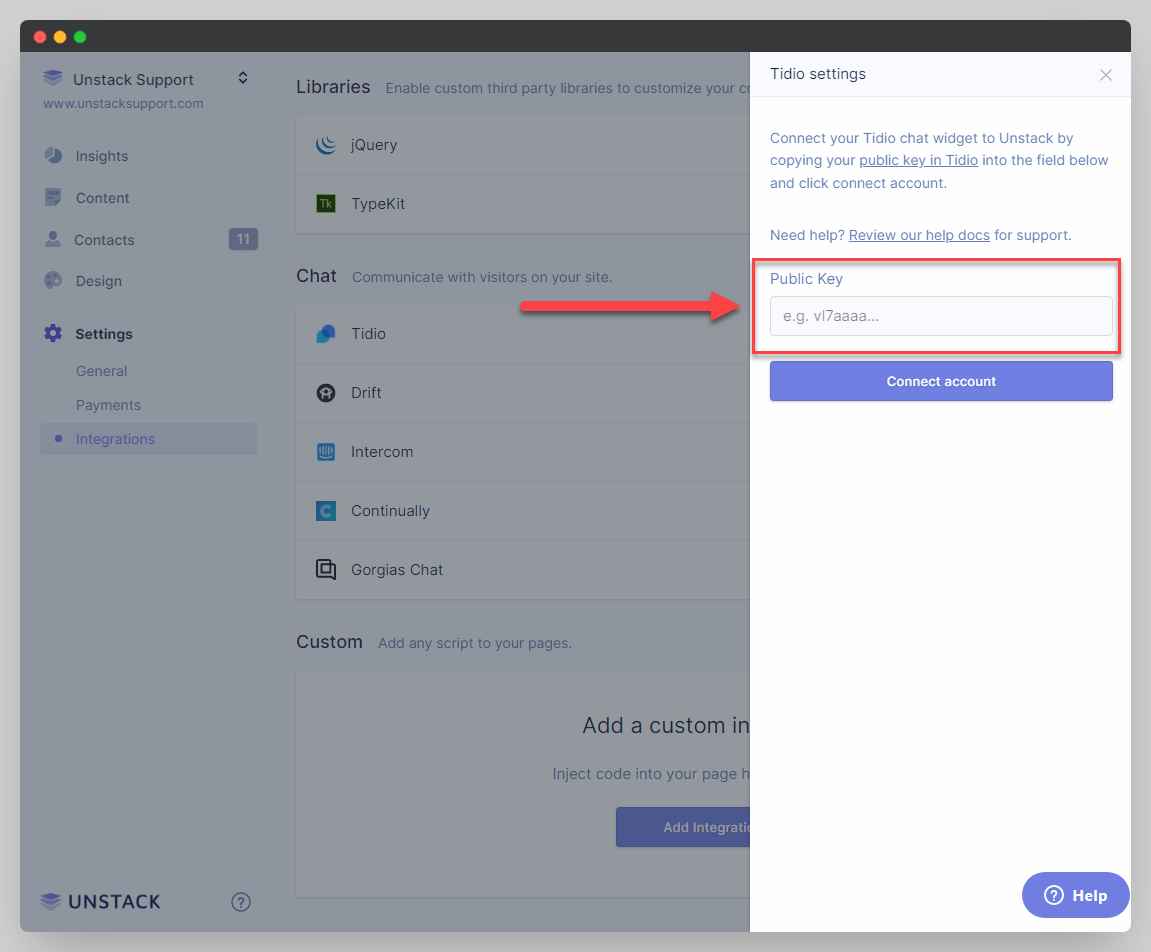 Unstack Support
www.unstacksupport.com
Insights
Content
Contacts 11
Design
Settings
General
Payments
Integrations
UNSTACK
Libraries Enable custom third party libraries to customize your
jQuery
Tk TypeKit
Chat Communicate with visitors on your site.
Tidio
Drift
Intercom
C Continually
Gorgias Chat
Custom Add any script to your pages.
Add a custom in
Inject code into your page h
Add Integratio
Tidio settings
Connect your Tidio chat widget to Unstack by
copying your public key in Tidio into the field below
and click connect account.
Need help? Review our help docs for support.
Public Key
e.g. vl7aaaa...
Connect account
? Help